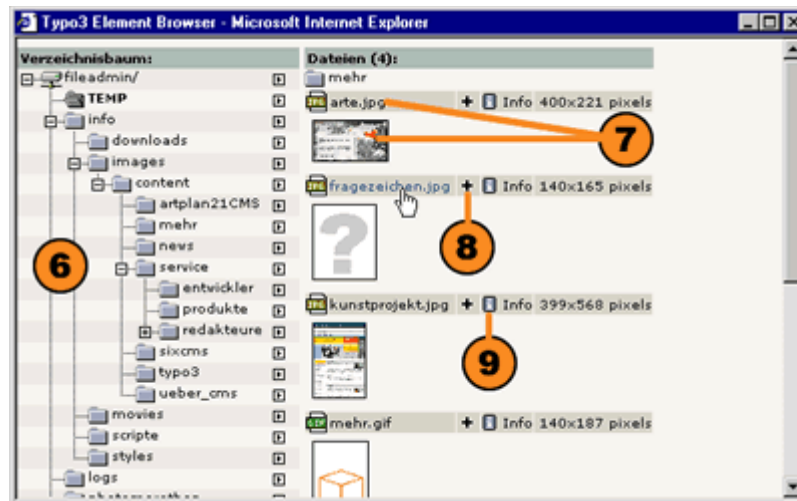 Typo3 Element Browser - Microsoft Internet Explorer
Verzeichnisbaum:
fileadmin/
TEMP
info
downloads
images
content
artplan21CMS
mehr
news
service
entwickler
produkte
redakteure
sixcms
typo3
ueber_cms
movies
scripte
styles
logs
6
Dateien (4):
mehr
arte.jpg Info 400x221 pixels
7
fragezeichen.jpg Info 140x165 pixels
8
kunstprojekt.jpg Info 399x568 pixels
9
mehr.gif Info 140x187 pixels